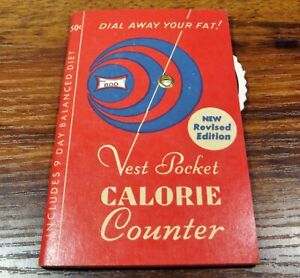 50¢
DIAL AWAY YOUR FAT!
NEW
Revised
Edition
Vest Pocket
CALORIE
Counter
INCLUDES 9 DAY BALANCED DIET